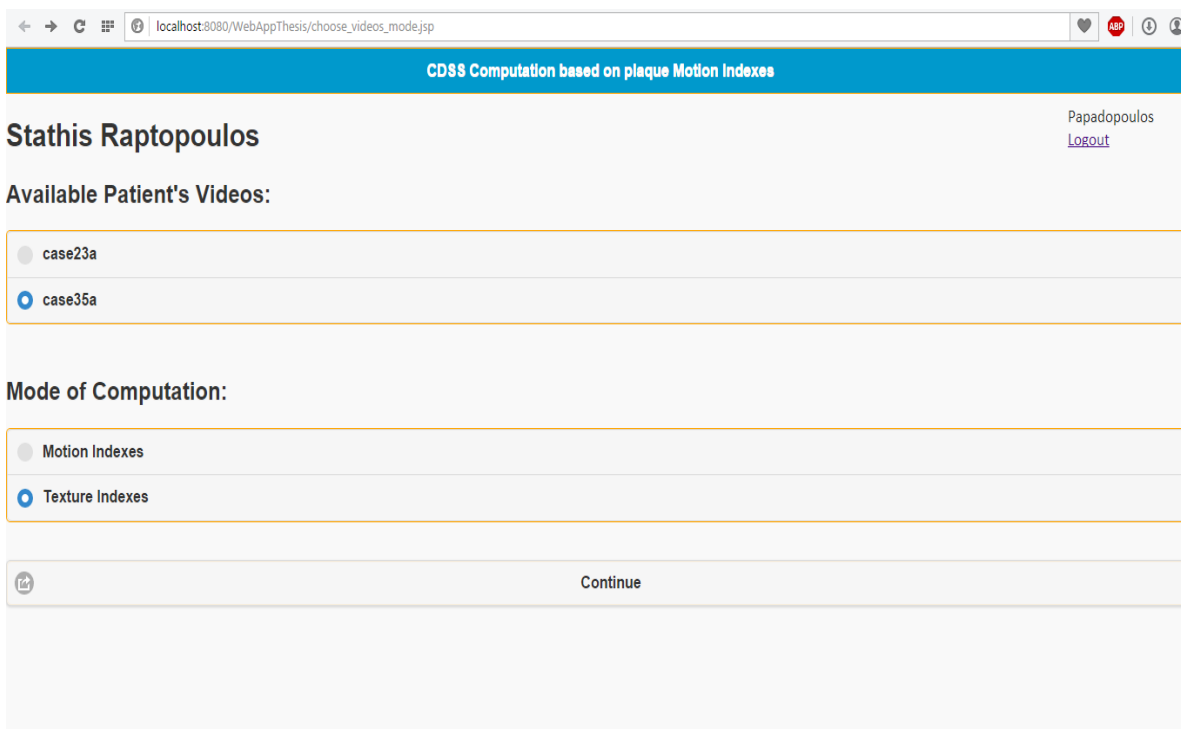 localhost:8080/WebAppThesis/choose_videos_mode.jsp
ABP
CDSS Computation based on plaque Motion Indexes
Papadopoulos
Logout
Stathis Raptopoulos
Available Patient's Videos:
case23a
case35a
Mode of Computation:
Motion Indexes
Texture Indexes
Continue